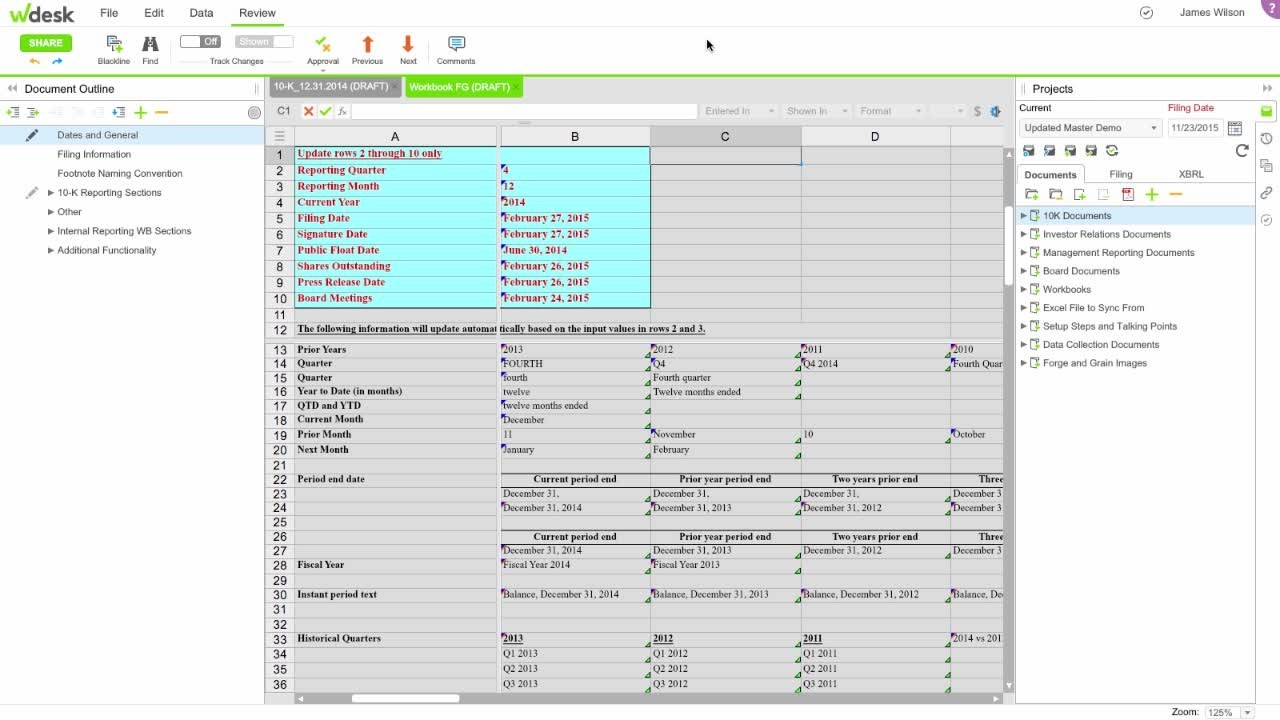 wdesk File Edit Data Review James Wilson ?
SHARE Off Shown
Blackline Find Track Changes Approval Previous Next Comments
Document Outline
Dates and General
Filing Information
Footnote Naming Convention
10-K Reporting Sections
Other
Internal Reporting WB Sections
Additional Functionality
10-K_12.31.2014 (DRAFT) Workbook FG (DRAFT)
C1 fx Entered In Shown In Format $
A B C D
1 Update rows 2 through 10 only
2 Reporting Quarter 4
3 Reporting Month 12
4 Current Year 2014
5 Filing Date February 27, 2015
6 Signature Date February 27, 2015
7 Public Float Date June 30, 2014
8 Shares Outstanding February 26, 2015
9 Press Release Date February 26, 2015
10 Board Meetings February 24, 2015
11
12 The following information will update automatically based on the input values in rows 2 and 3.
13 Prior Years 2013 2012 2011 2010
14 Quarter FOURTH Q4 Q4 2014 Fourth Quar
15 Quarter fourth Fourth quarter
16 Year to Date (in months) twelve Twelve months ended
17 QTD and YTD twelve months ended
18 Current Month December
19 Prior Month 11 November 10 October
20 Next Month January February
21
22 Period end date Current period end Prior year period end Two years prior end Three
23 December 31, December 31, December 31, December 3
24 December 31, 2014 December 31, 2013 December 31, 2012 December 3
25
26 Current period end Prior year period end Two years prior end Three
27 December 31, 2014 December 31, 2013 December 31, 2012 December 3
28 Fiscal Year Fiscal Year 2014 Fiscal Year 2013
29
30 Instant period text Balance, December 31, 2014 Balance, December 31, 2013 Balance, December 31, 2012 Balance, De
31
32
33 Historical Quarters 2013 2012 2011 2014 vs 201
34 Q1 2013 Q1 2012 Q1 2011
35 Q2 2013 Q2 2012 Q2 2011
36 Q3 2013 Q3 2012 Q3 2011
Projects
Current Filing Date
Updated Master Demo 11/23/2015
Documents Filing XBRL
10K Documents
Investor Relations Documents
Management Reporting Documents
Board Documents
Workbooks
Excel File to Sync From
Setup Steps and Talking Points
Data Collection Documents
Forge and Grain Images
Zoom: 125%